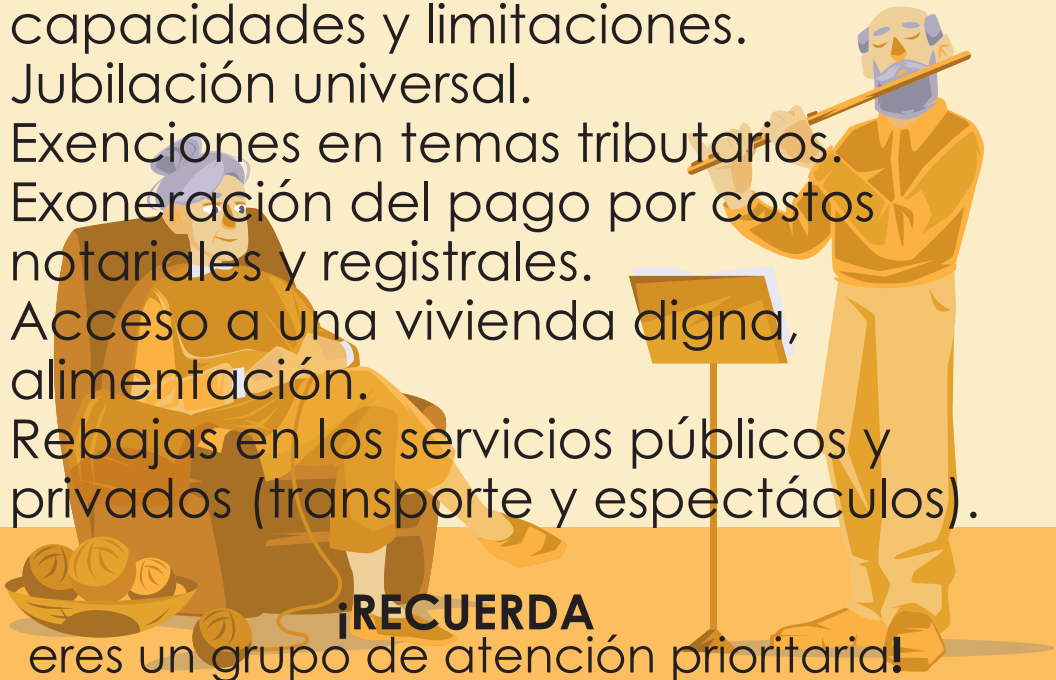 capacidades y limitaciones.
Jubilación universal.
Exenciones en temas tributarios.
Exoneración del pago por costos
notariales y registrales.
Acceso a una vivienda digna,
alimentación.
Rebajas en los servicios públicos y
privados (transporte y espectáculos).
¡RECUERDA
eres un grupo de atención prioritaria!